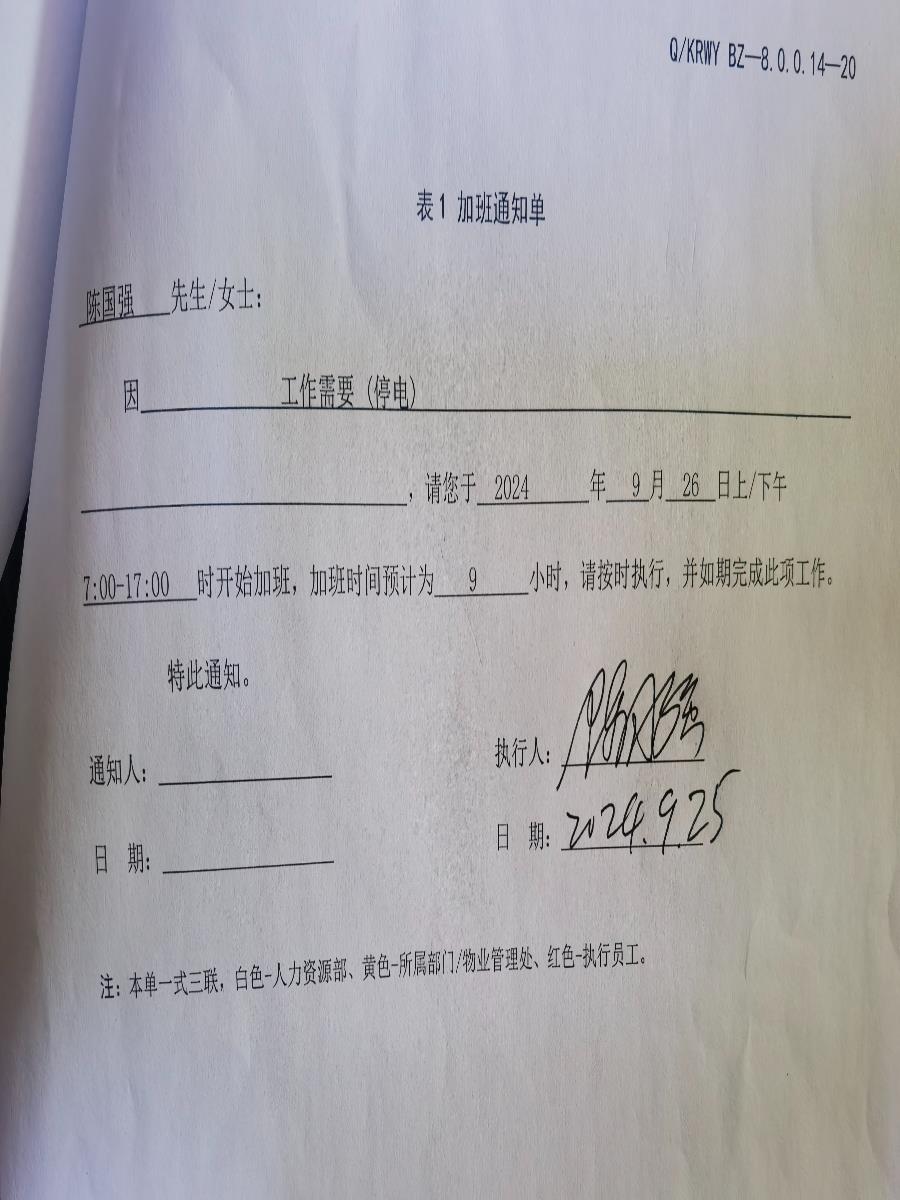 Q/KRWY BZ—8.0.0.14—20
表1 加班通知单
陈国强 先生/女士：
因 工作需要（停电）
，请您于 2024 年 9 月 26 日上/下午
7:00-17:00 时开始加班，加班时间预计为 9 小时，请按时执行，并如期完成此项工作。
特此通知。
通知人： 执行人：陈国强
日 期： 日 期：2024.9.25
注：本单一式三联，白色-人力资源部、黄色-所属部门/物业管理处、红色-执行员工。